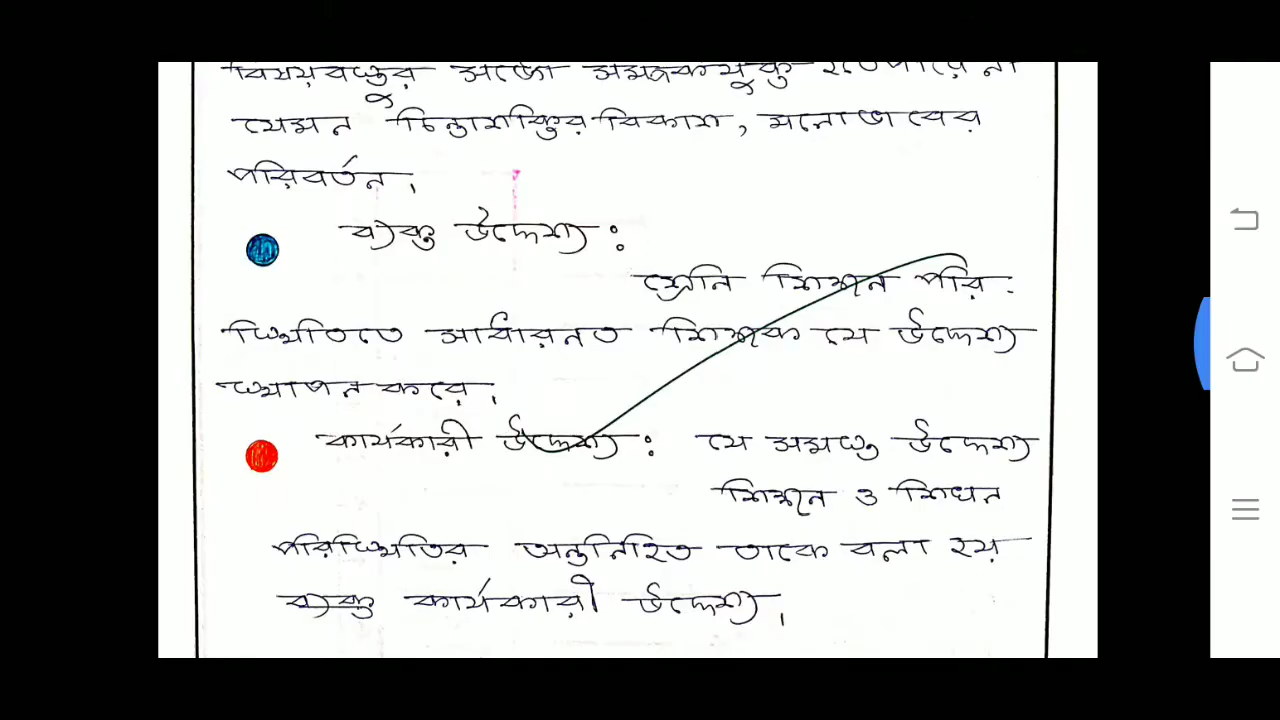 বিষয়বস্তুর সঙ্গে সম্পর্কযুক্ত হতে পারে না
যেমন চিন্তাশক্তির বিকাশ, মনোভাবের
পরিবর্তন।
ব্যক্ত উদ্দেশ্য :
শ্রেনি শিক্ষন পরি-
স্থিতিতে সাধারনত শিক্ষক যে উদ্দেশ্য
স্থাপন করে।
কার্যকারী উদ্দেশ্য : যে সমস্ত উদ্দেশ্য
শিক্ষন ও শিখন
পরিস্থিতির অন্তর্নিহিত তাকে বলা হয়
ব্যক্ত কার্যকারী উদ্দেশ্য।